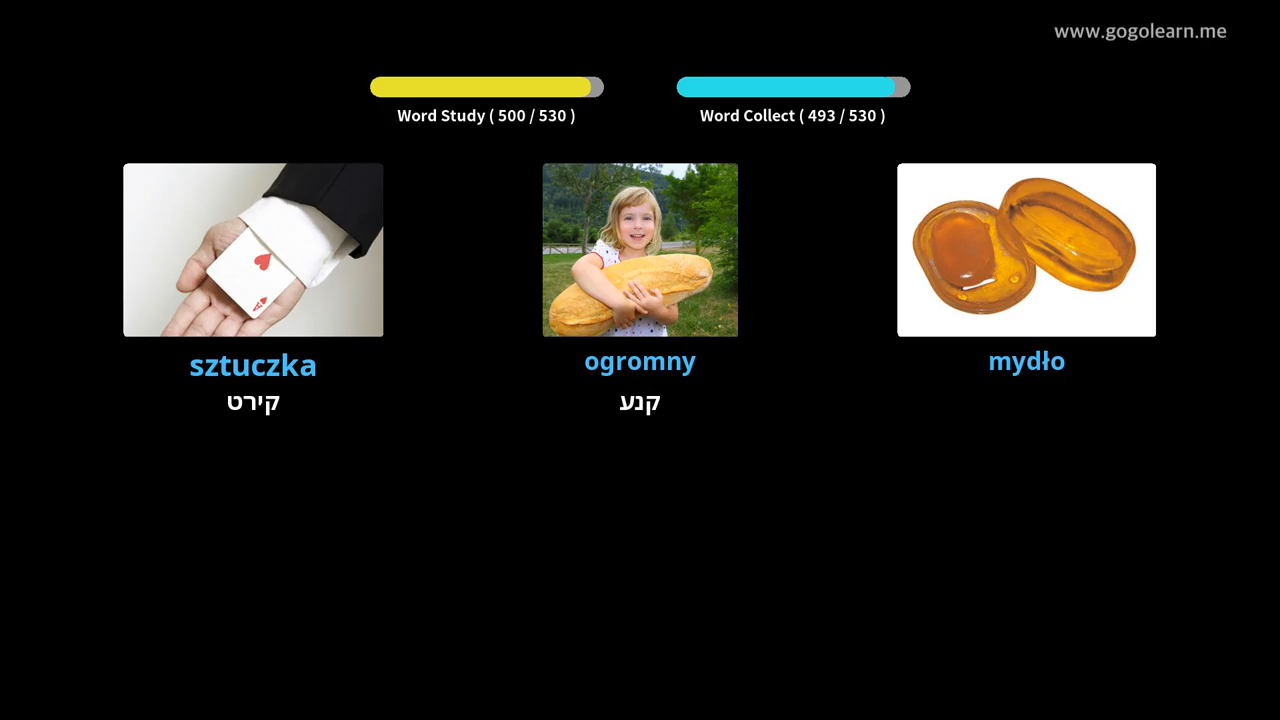 www.gogolearn.me
Word Study ( 500 / 530 )
Word Collect ( 493 / 530 )
sztuczka
קירט
ogromny
קנע
mydło